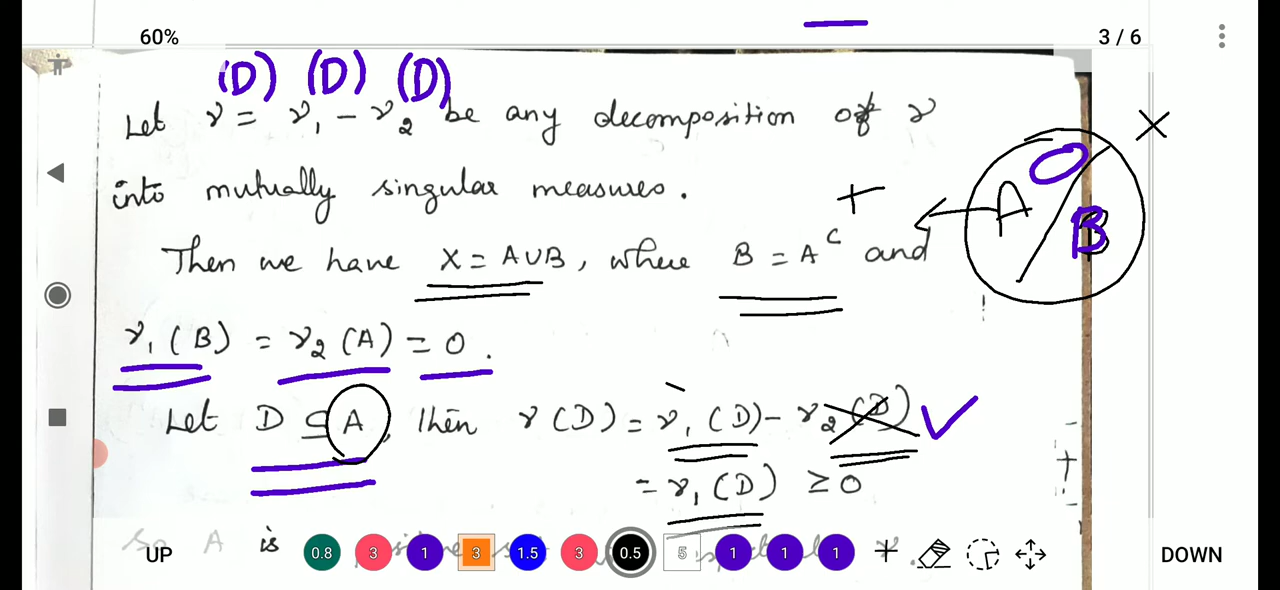 60%
3 / 6
(D) (D) (D)
Let ν = ν₁ - ν₂ be any decomposition of ν
X
into mutually singular measures.
+
A
B
Then we have X = A∪B, where B = Aᶜ and
ν₁(B) = ν₂(A) = 0.
Let D ⊆ A, then ν(D) = ν₁(D) - ν₂(D)
= ν₁(D) ≥ 0
+
So A is
UP
0.8
3
1
3
1.5
3
0.5
5
1
1
1
DOWN